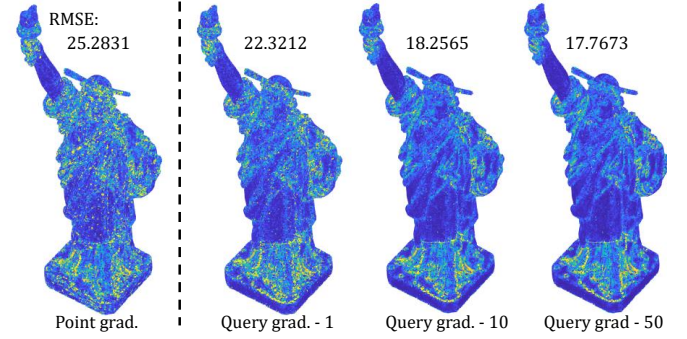 RMSE:
25.2831
22.3212
18.2565
17.7673
Point grad.
Query grad. - 1
Query grad. - 10
Query grad - 50